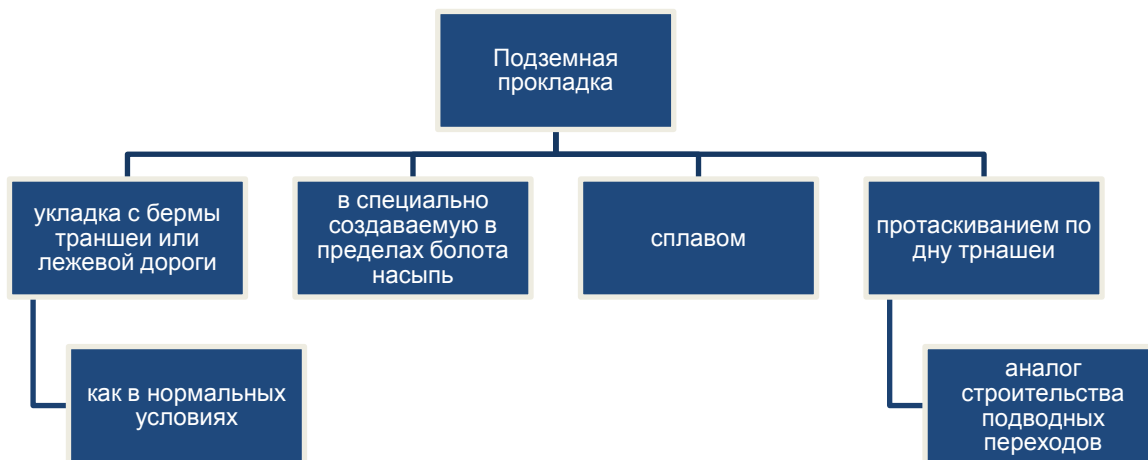 Подземная
прокладка
укладка с бермы
траншеи или
лежевой дороги
в специально
создаваемую в
пределах болота
насыпь
сплавом
протаскиванием по
дну трнашеи
как в нормальных
условиях
аналог
строительства
подводных
переходов